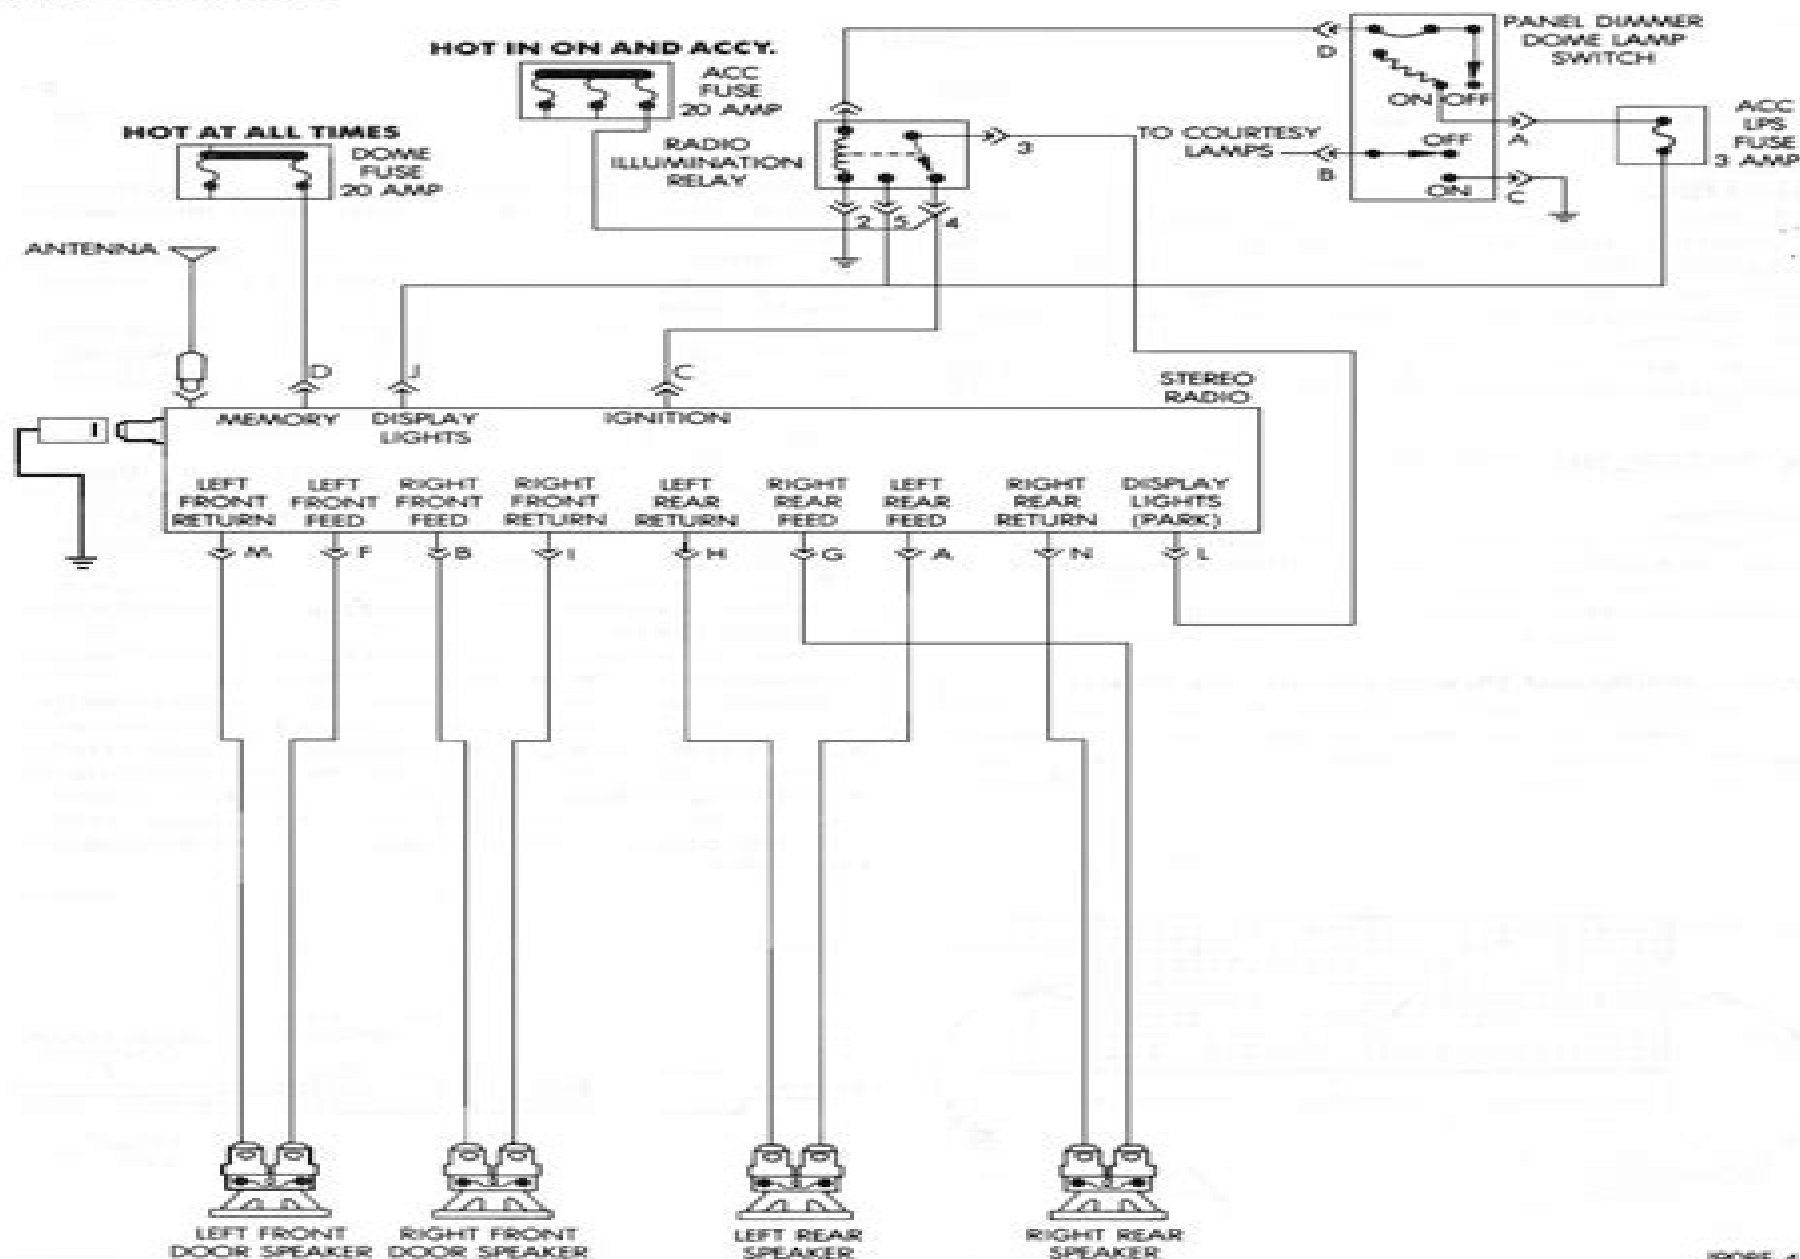 HOT IN ON AND ACCY.
ACC
FUSE
20 AMP
HOT AT ALL TIMES
DOME
FUSE
20 AMP
ANTENNA
RADIO
ILLUMINATION
RELAY
3
2
5
4
PANEL DIMMER
DOME LAMP
SWITCH
D
ON OFF
TO COURTESY
LAMPS
OFF
A
B
ON
C
ACC
LPS
FUSE
3 AMP
D
J
C
STEREO
RADIO
MEMORY
DISPLAY
LIGHTS
IGNITION
LEFT
FRONT
RETURN
LEFT
FRONT
FEED
RIGHT
FRONT
FEED
RIGHT
FRONT
RETURN
LEFT
REAR
RETURN
RIGHT
REAR
FEED
LEFT
REAR
FEED
RIGHT
REAR
RETURN
DISPLAY
LIGHTS
(PARK)
M
F
B
I
H
G
A
N
L
LEFT FRONT
DOOR SPEAKER
RIGHT FRONT
DOOR SPEAKER
LEFT REAR
SPEAKER
RIGHT REAR
SPEAKER